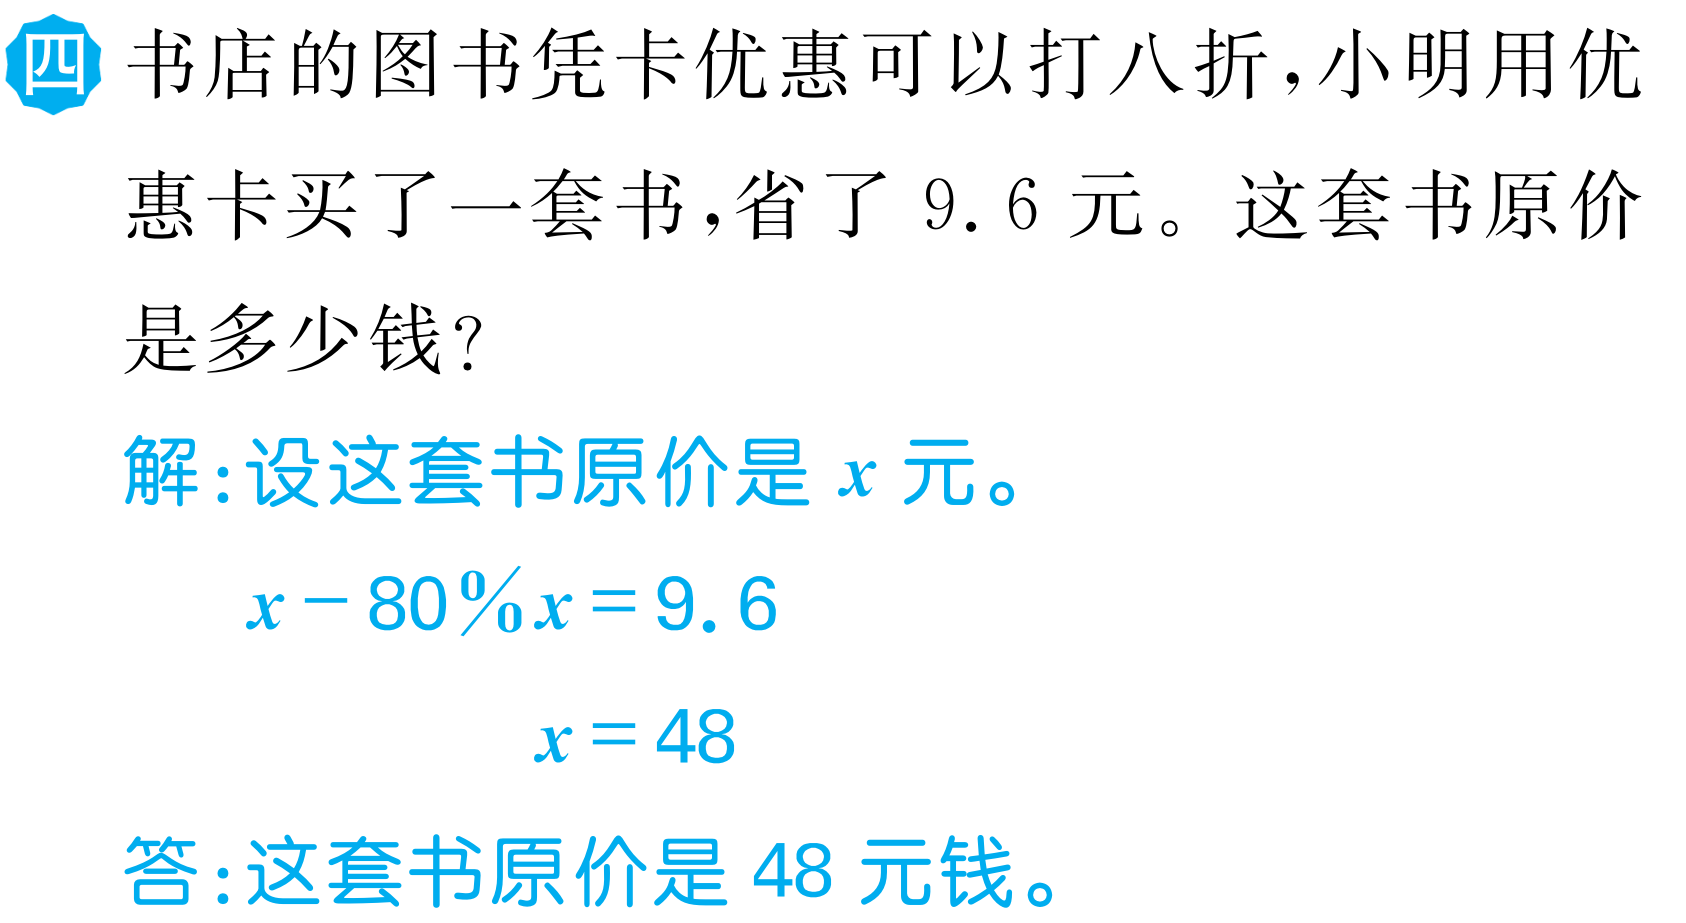 四 书店的图书凭卡优惠可以打八折,小明用优
惠卡买了一套书,省了 9.6 元。这套书原价
是多少钱?
解:设这套书原价是 x 元。
x－80%x＝9.6
x＝48
答:这套书原价是 48 元钱。